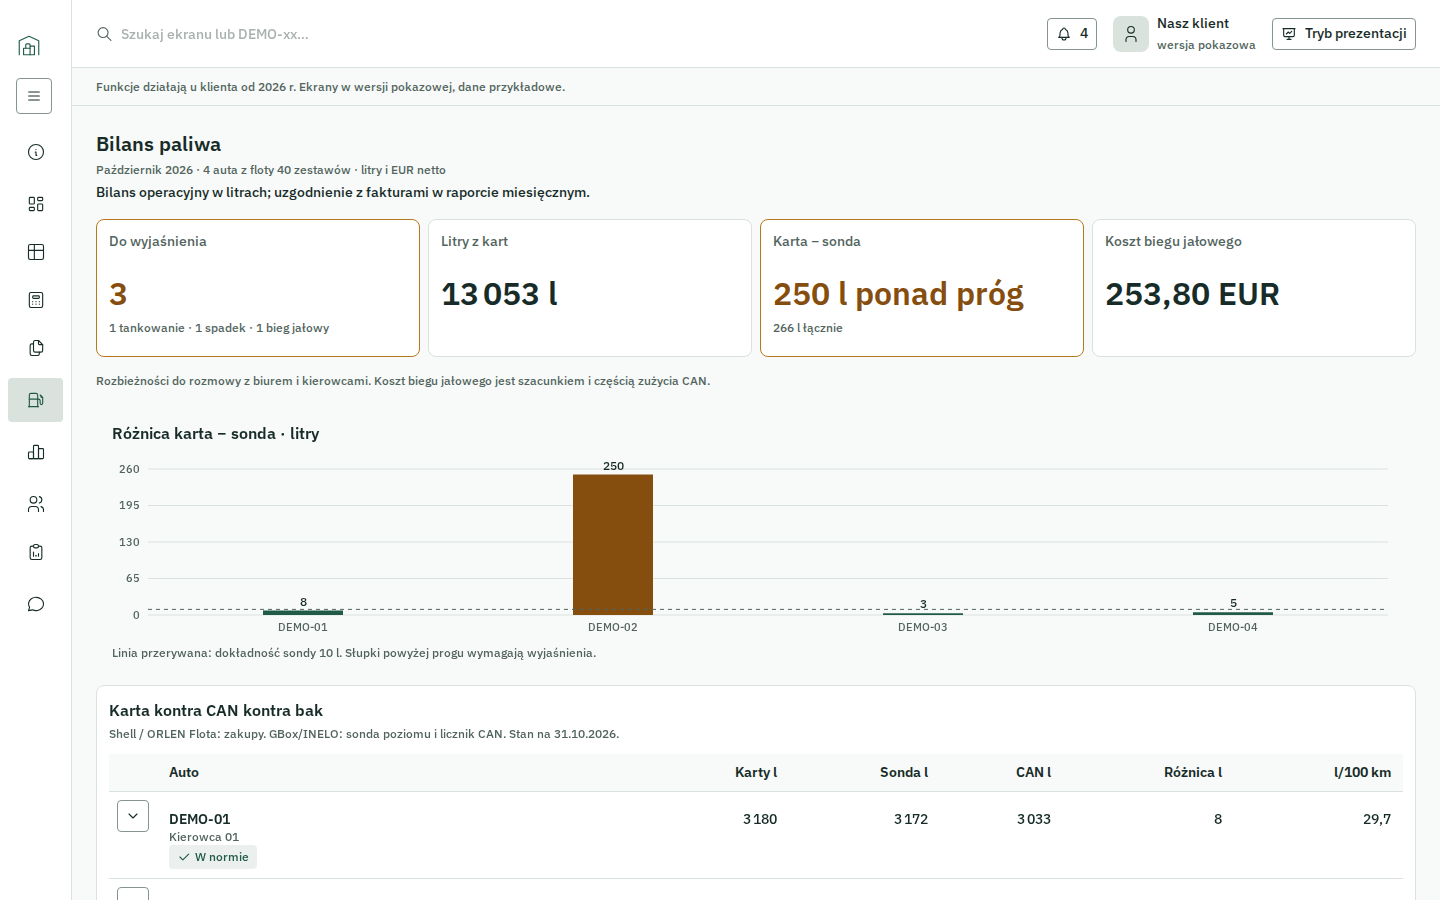 Szukaj ekranu lub DEMO-xx...
4
Nasz klient
wersja pokazowa
Tryb prezentacji
Funkcje działają u klienta od 2026 r. Ekrany w wersji pokazowej, dane przykładowe.
Bilans paliwa
Październik 2026 · 4 auta z floty 40 zestawów · litry i EUR netto
Bilans operacyjny w litrach; uzgodnienie z fakturami w raporcie miesięcznym.
Do wyjaśnienia
3
1 tankowanie · 1 spadek · 1 bieg jałowy
Litry z kart
13 053 l
Karta – sonda
250 l ponad próg
266 l łącznie
Koszt biegu jałowego
253,80 EUR
Rozbieżności do rozmowy z biurem i kierowcami. Koszt biegu jałowego jest szacunkiem i częścią zużycia CAN.
Różnica karta – sonda · litry
260
195
130
65
0
8
250
3
5
DEMO-01
DEMO-02
DEMO-03
DEMO-04
Linia przerywana: dokładność sondy 10 l. Słupki powyżej progu wymagają wyjaśnienia.
Karta kontra CAN kontra bak
Shell / ORLEN Flota: zakupy. GBox/INELO: sonda poziomu i licznik CAN. Stan na 31.10.2026.
Auto Karty l Sonda l CAN l Różnica l l/100 km
DEMO-01 3 180 3 172 3 033 8 29,7
Kierowca 01
W normie